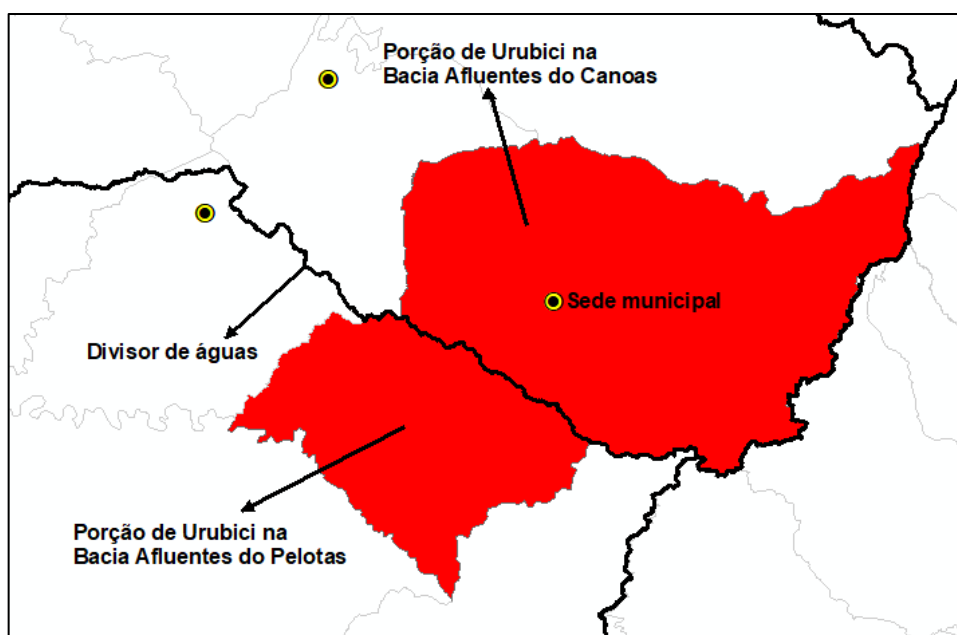 Porção de Urubici na
Bacia Afluentes do Canoas
Sede municipal
Divisor de águas
Porção de Urubici na
Bacia Afluentes do Pelotas